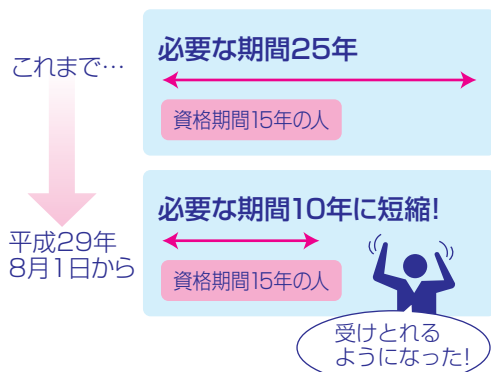 これまで…
必要な期間25年
資格期間15年の人
必要な期間10年に短縮!
平成29年
8月1日から
資格期間15年の人
受けとれる
ようになった!